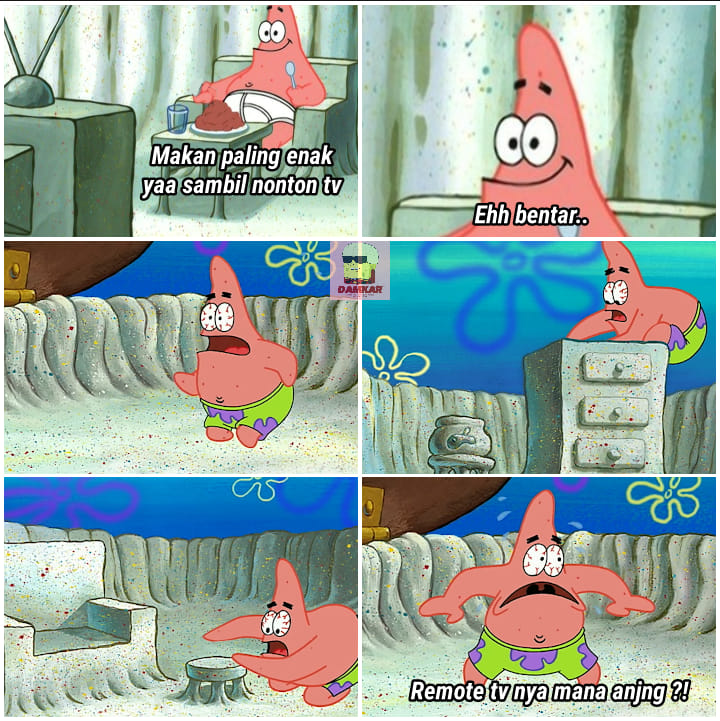 Makan paling enak
yaa sambil nonton tv
Ehh bentar..
DAMKAR
Remote tv nya mana anjng ?!